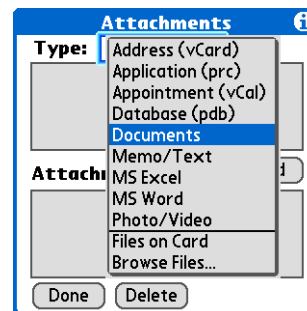 Attachments
Type:
Address (vCard)
Application (prc)
Appointment (vCal)
Database (pdb)
Documents
Memo/Text
MS Excel
MS Word
Photo/Video
Files on Card
Browse Files...
Done Delete